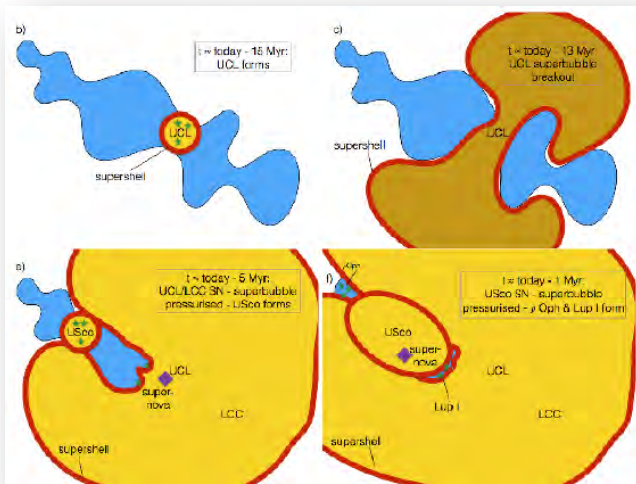 b)
t ≈ today - 15 Myr:
UCL forms
UCL
supershell
c)
t ≈ today - 13 Myr:
UCL superbubble
breakout
UCL
supershell
t ≈ today - 5 Myr:
UCL/LCC SN - superbubble
pressurised - USco forms
USco
UCL
super-
nova
LCC
supershell
f)
t ≈ today - 1 Myr:
USco SN - superbubble
pressurised - ρ Oph & Lup I form
USco
super-
nova
UCL
Lup I
LCC
supershell